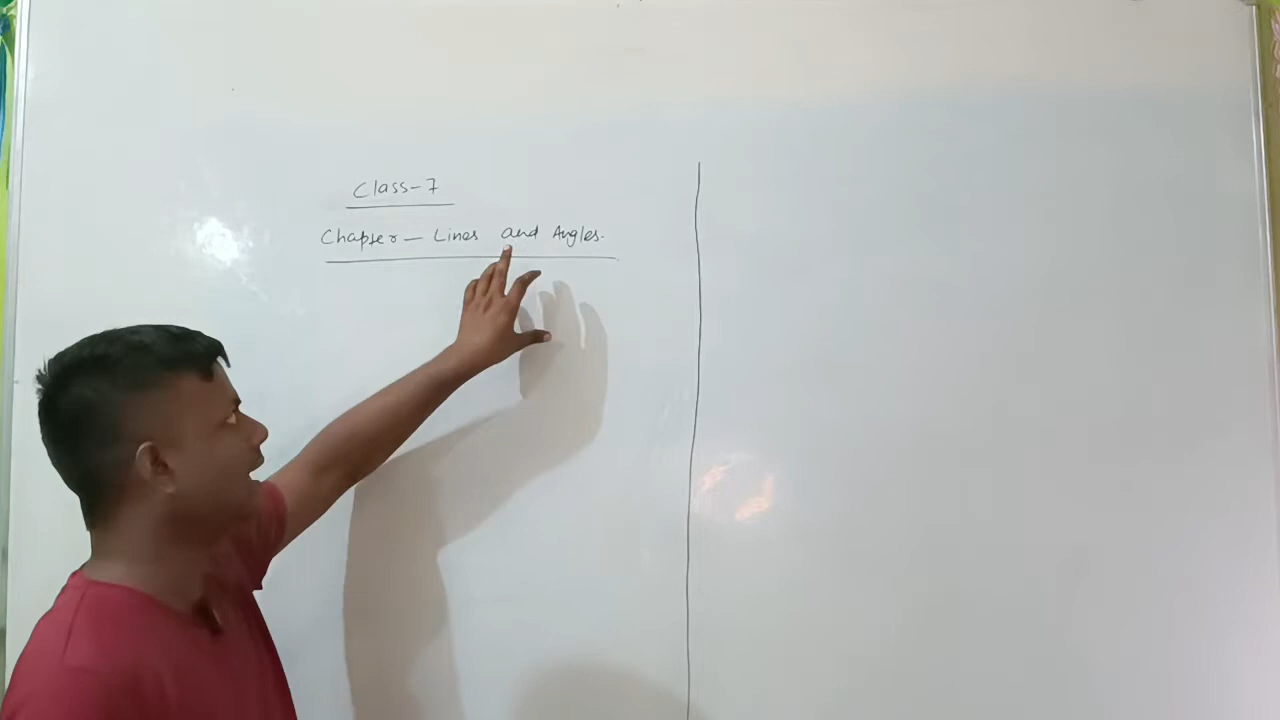 Class-7
Chapter — Lines and Angles.